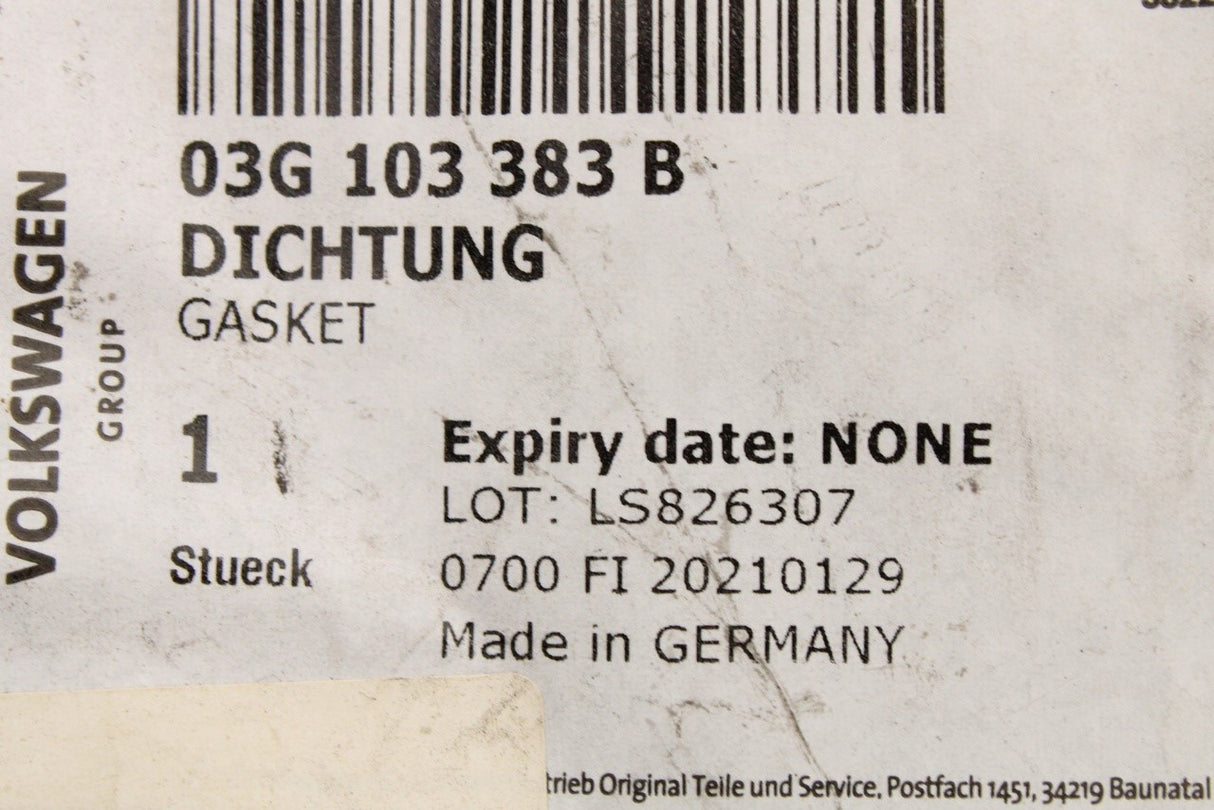 03G 103 383 B
DICHTUNG
GASKET
VOLKSWAGEN
GROUP
1
Stueck
Expiry date: NONE
LOT: LS826307
0700 FI 20210129
Made in GERMANY
Original Teile und Service, Postfach 1451, 34219 Baunatal